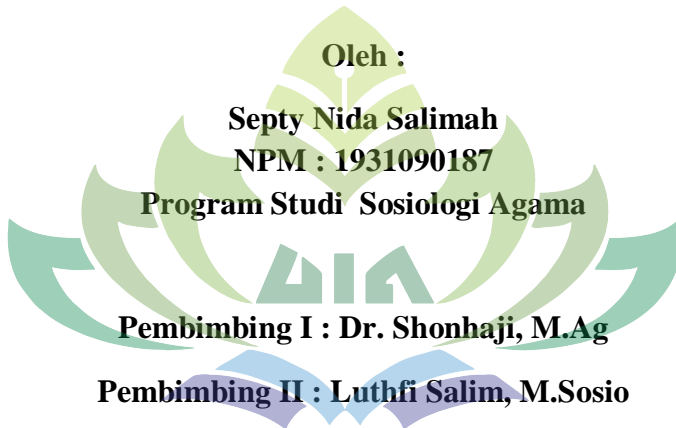 Oleh :
Septy Nida Salimah
NPM : 1931090187
Program Studi Sosiologi Agama
UIN
Pembimbing I : Dr. Shonhaji, M.Ag
Pembimbing II : Luthfi Salim, M.Sosio